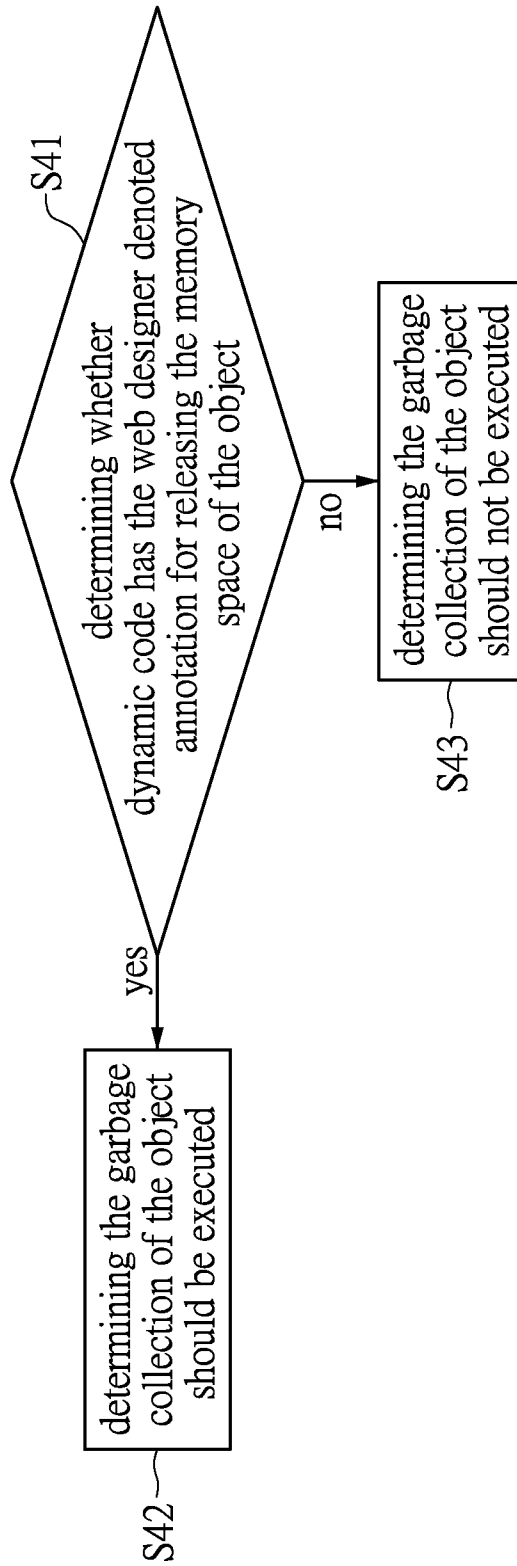 S41
determining whether
dynamic code has the web designer denoted
annotation for releasing the memory
space of the object
yes
no
S42
determining the garbage
collection of the object
should be executed
S43
determining the garbage
collection of the object
should not be executed